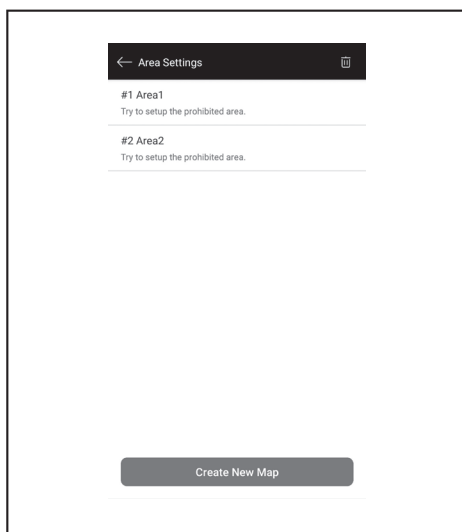 Area Settings
#1 Area1
Try to setup the prohibited area.
#2 Area2
Try to setup the prohibited area.
Create New Map